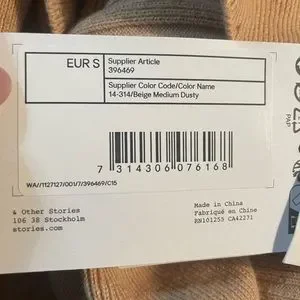 EUR S
Supplier Article
396469
Supplier Color Code/Color Name
14-314/Beige Medium Dusty
7 314306 076168
WA//1127127/001/7/396469/C15
& Other Stories
106 38 Stockholm
stories.com
Made in China
Fabriqué en Chine
RN101255 CA42271
PAP